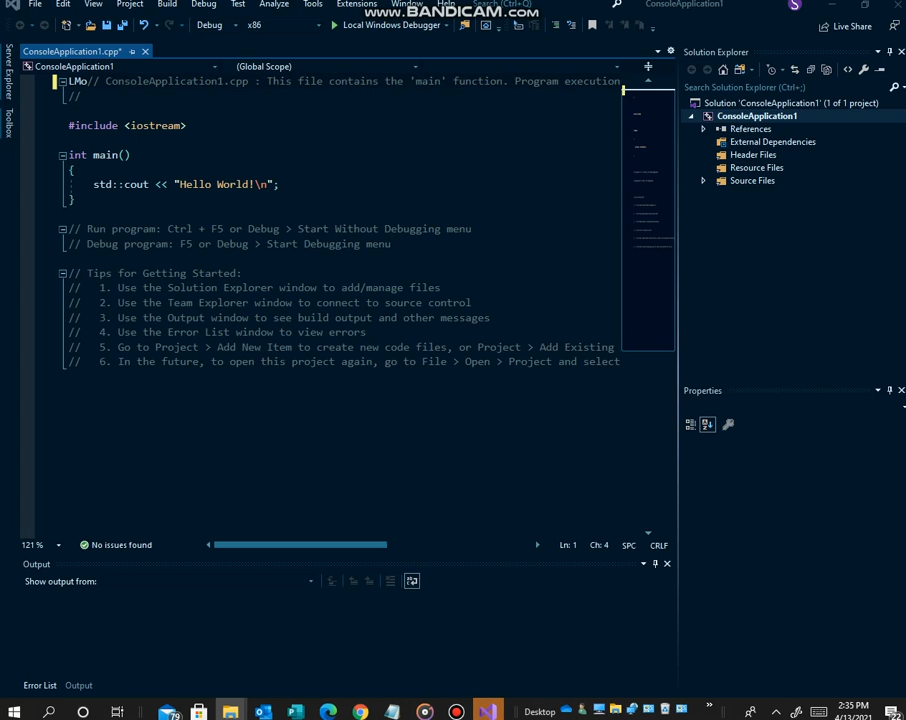 File Edit View Project Build Debug Test Analyze Tools Extensions Window Help Search (Ctrl+Q) ConsoleApplication1 S
www.BANDICAM.com
Debug x86 Local Windows Debugger Live Share
Server Explorer
Toolbox
ConsoleApplication1.cpp*
ConsoleApplication1 (Global Scope)
LMo// ConsoleApplication1.cpp : This file contains the 'main' function. Program execution
//
#include <iostream>
int main()
{
std::cout << "Hello World!\n";
}
// Run program: Ctrl + F5 or Debug > Start Without Debugging menu
// Debug program: F5 or Debug > Start Debugging menu
// Tips for Getting Started:
// 1. Use the Solution Explorer window to add/manage files
// 2. Use the Team Explorer window to connect to source control
// 3. Use the Output window to see build output and other messages
// 4. Use the Error List window to view errors
// 5. Go to Project > Add New Item to create new code files, or Project > Add Existing
// 6. In the future, to open this project again, go to File > Open > Project and select
121 % No issues found Ln: 1 Ch: 4 SPC CRLF
Output
Show output from:
Error List Output
Solution Explorer
Search Solution Explorer (Ctrl+;)
Solution 'ConsoleApplication1' (1 of 1 project)
ConsoleApplication1
References
External Dependencies
Header Files
Resource Files
Source Files
Properties
79 Desktop 2:35 PM
4/13/2021